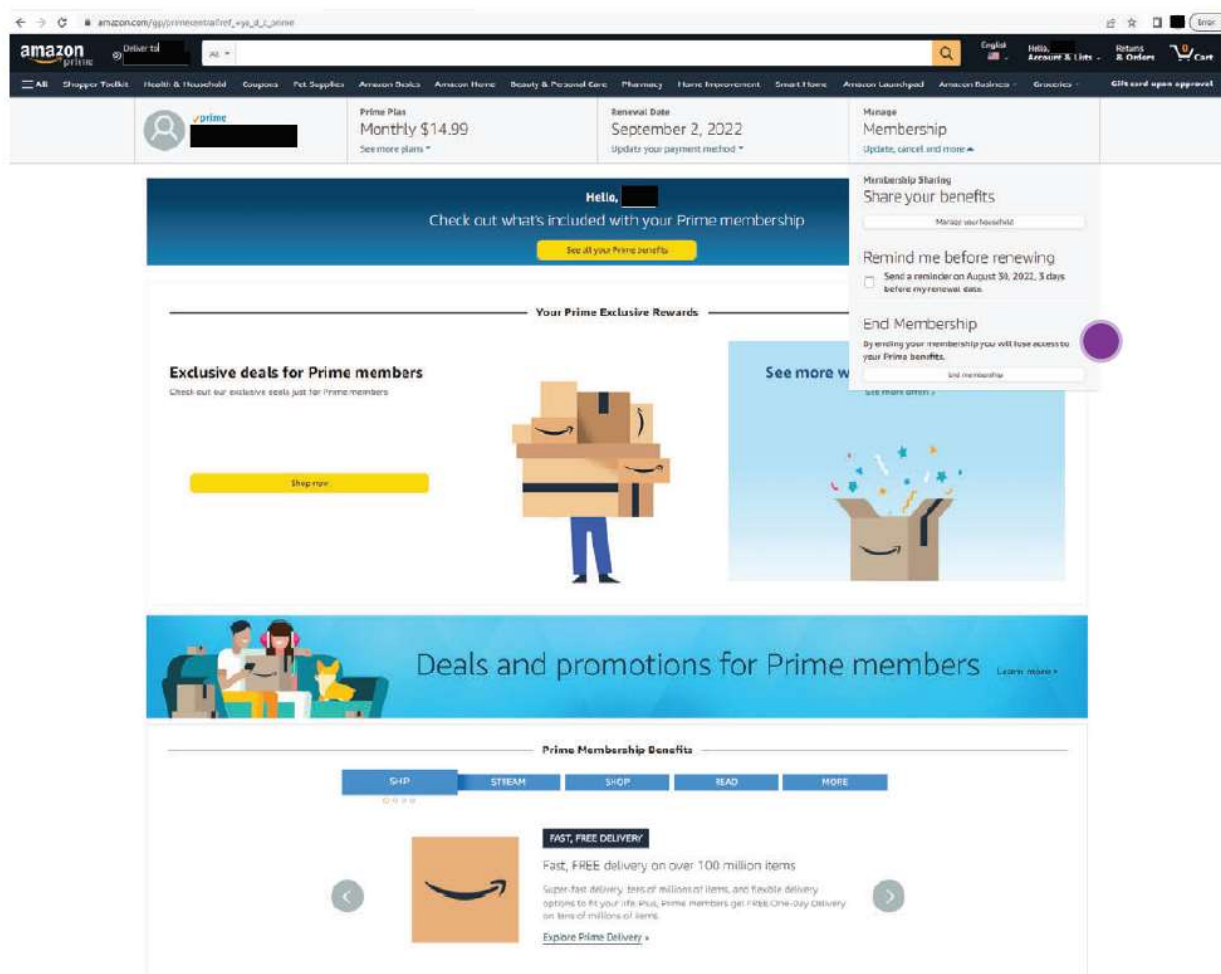 amazon.com/gp/primecentral?ref_=ya_d_c_prime
Error
amazon prime
Deliver to
All
English
Hello,
Account & Lists
Returns & Orders
0
Cart
All Shopper Toolkit Health & Household Coupons Pet Supplies Amazon Basics Amazon Home Beauty & Personal Care Pharmacy Home Improvement Smart Home Amazon Launchpad Amazon Business Groceries Gift card upon approval
prime
Prime Plan
Monthly $14.99
See more plans
Renewal Date
September 2, 2022
Update your payment method
Manage
Membership
Update, cancel and more
Membership Sharing
Share your benefits
Manage your household
Remind me before renewing
Send a reminder on August 30, 2022, 3 days
before my renewal date.
End Membership
By ending your membership you will lose access to
your Prime benefits.
End membership
Hello,
Check out what's included with your Prime membership
See all your Prime benefits
Your Prime Exclusive Rewards
Exclusive deals for Prime members
Check out our exclusive deals just for Prime members
Shop now
See more w
See more offers >
Deals and promotions for Prime members
Learn more >
Prime Membership Benefits
SHIP STREAM SHOP READ MORE
FAST, FREE DELIVERY
Fast, FREE delivery on over 100 million items
Super-fast delivery, tens of millions of items, and flexible delivery
options to fit your life. Plus, Prime members get FREE One-Day Delivery
on tens of millions of items.
Explore Prime Delivery »